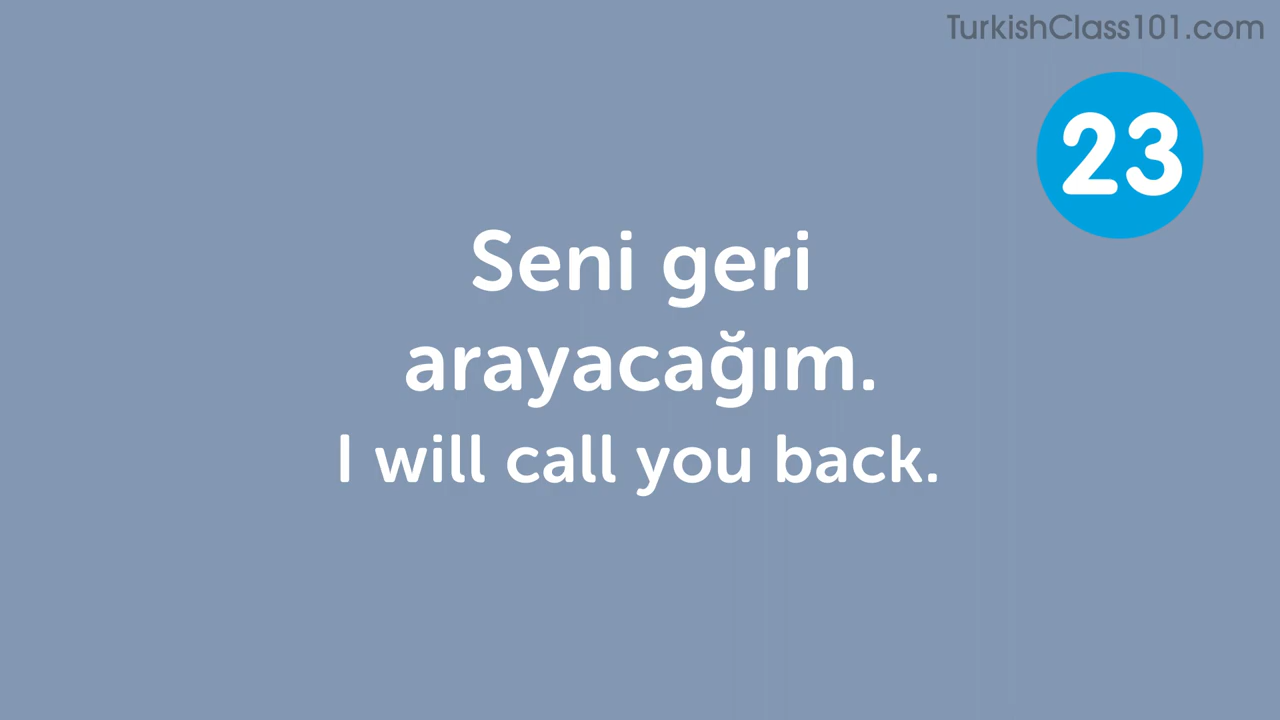 TurkishClass101.com
23
Seni geri
arayacağım.
I will call you back.